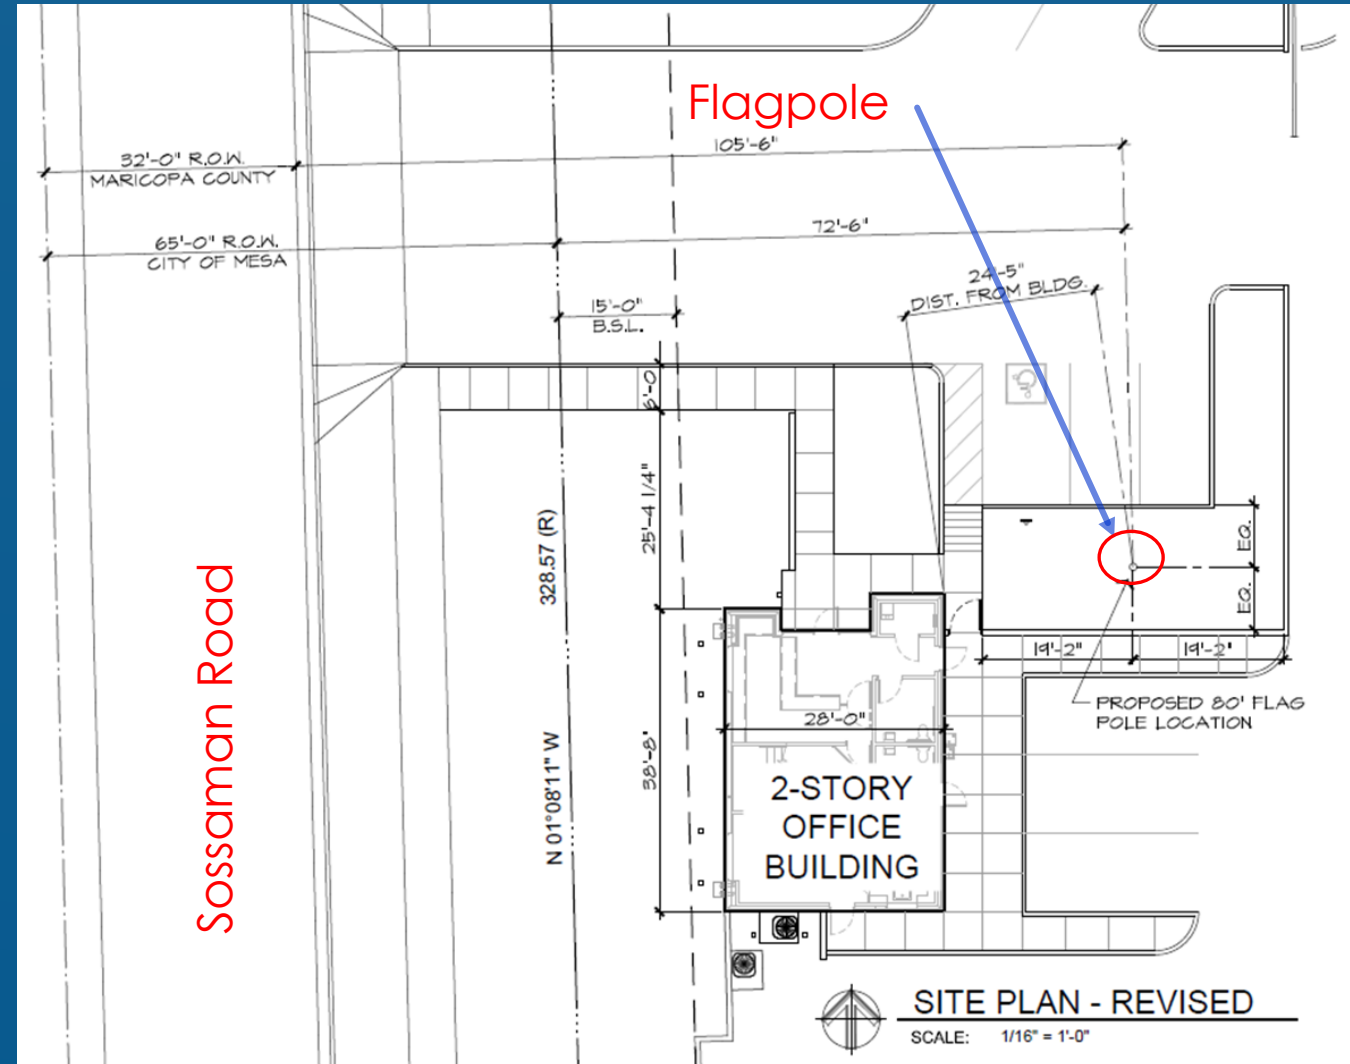 Flagpole
105'-6"
32'-0" R.O.W.
MARICOPA COUNTY
72'-6"
65'-0" R.O.W.
CITY OF MESA
24'-5"
DIST. FROM BLDG.
15'-0"
B.S.L.
6'-0
25'-4 1/4"
328.57 (R)
EQ.
EQ.
Sossaman Road
19'-2"
19'-2"
PROPOSED 80' FLAG
POLE LOCATION
28'-0"
38'-8"
N 01°08'11" W
2-STORY
OFFICE
BUILDING
SITE PLAN - REVISED
SCALE: 1/16" = 1'-0"